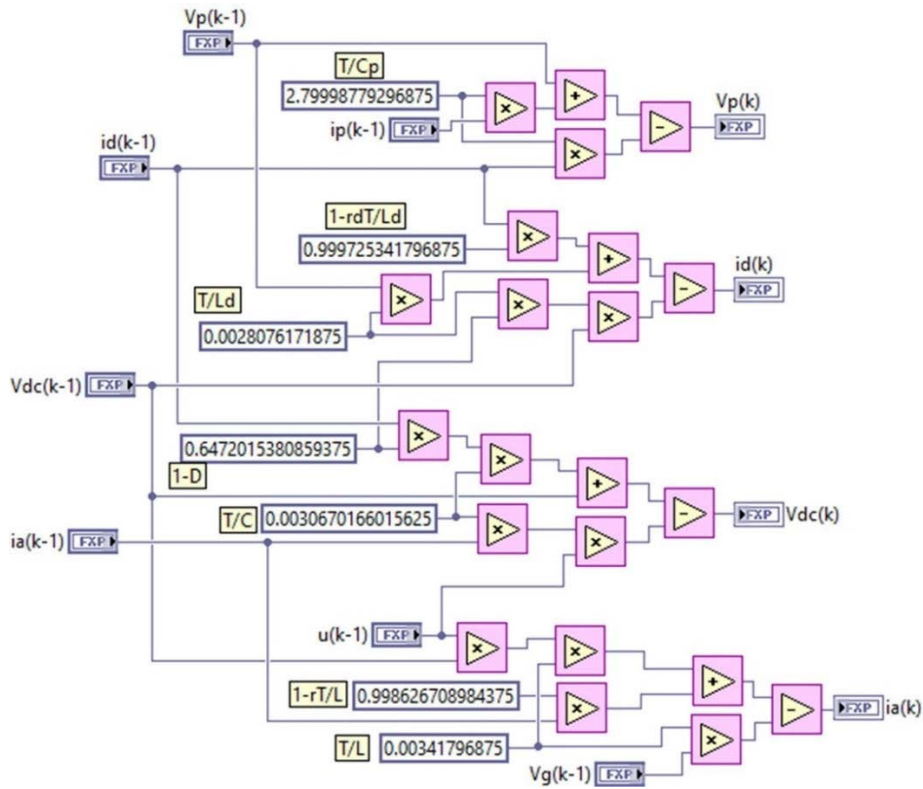 Vp(k-1)
FXP
T/Cp
2.79998779296875
ip(k-1)
FXP
×
+
×
−
Vp(k)
FXP
id(k-1)
FXP
1-rdT/Ld
0.999725341796875
×
+
−
id(k)
FXP
T/Ld
0.0028076171875
×
×
×
Vdc(k-1)
FXP
0.6472015380859375
1-D
×
×
+
−
Vdc(k)
FXP
T/C
0.0030670166015625
×
×
ia(k-1)
FXP
u(k-1)
FXP
×
×
+
−
ia(k)
FXP
1-rT/L
0.998626708984375
×
T/L
0.00341796875
×
Vg(k-1)
FXP